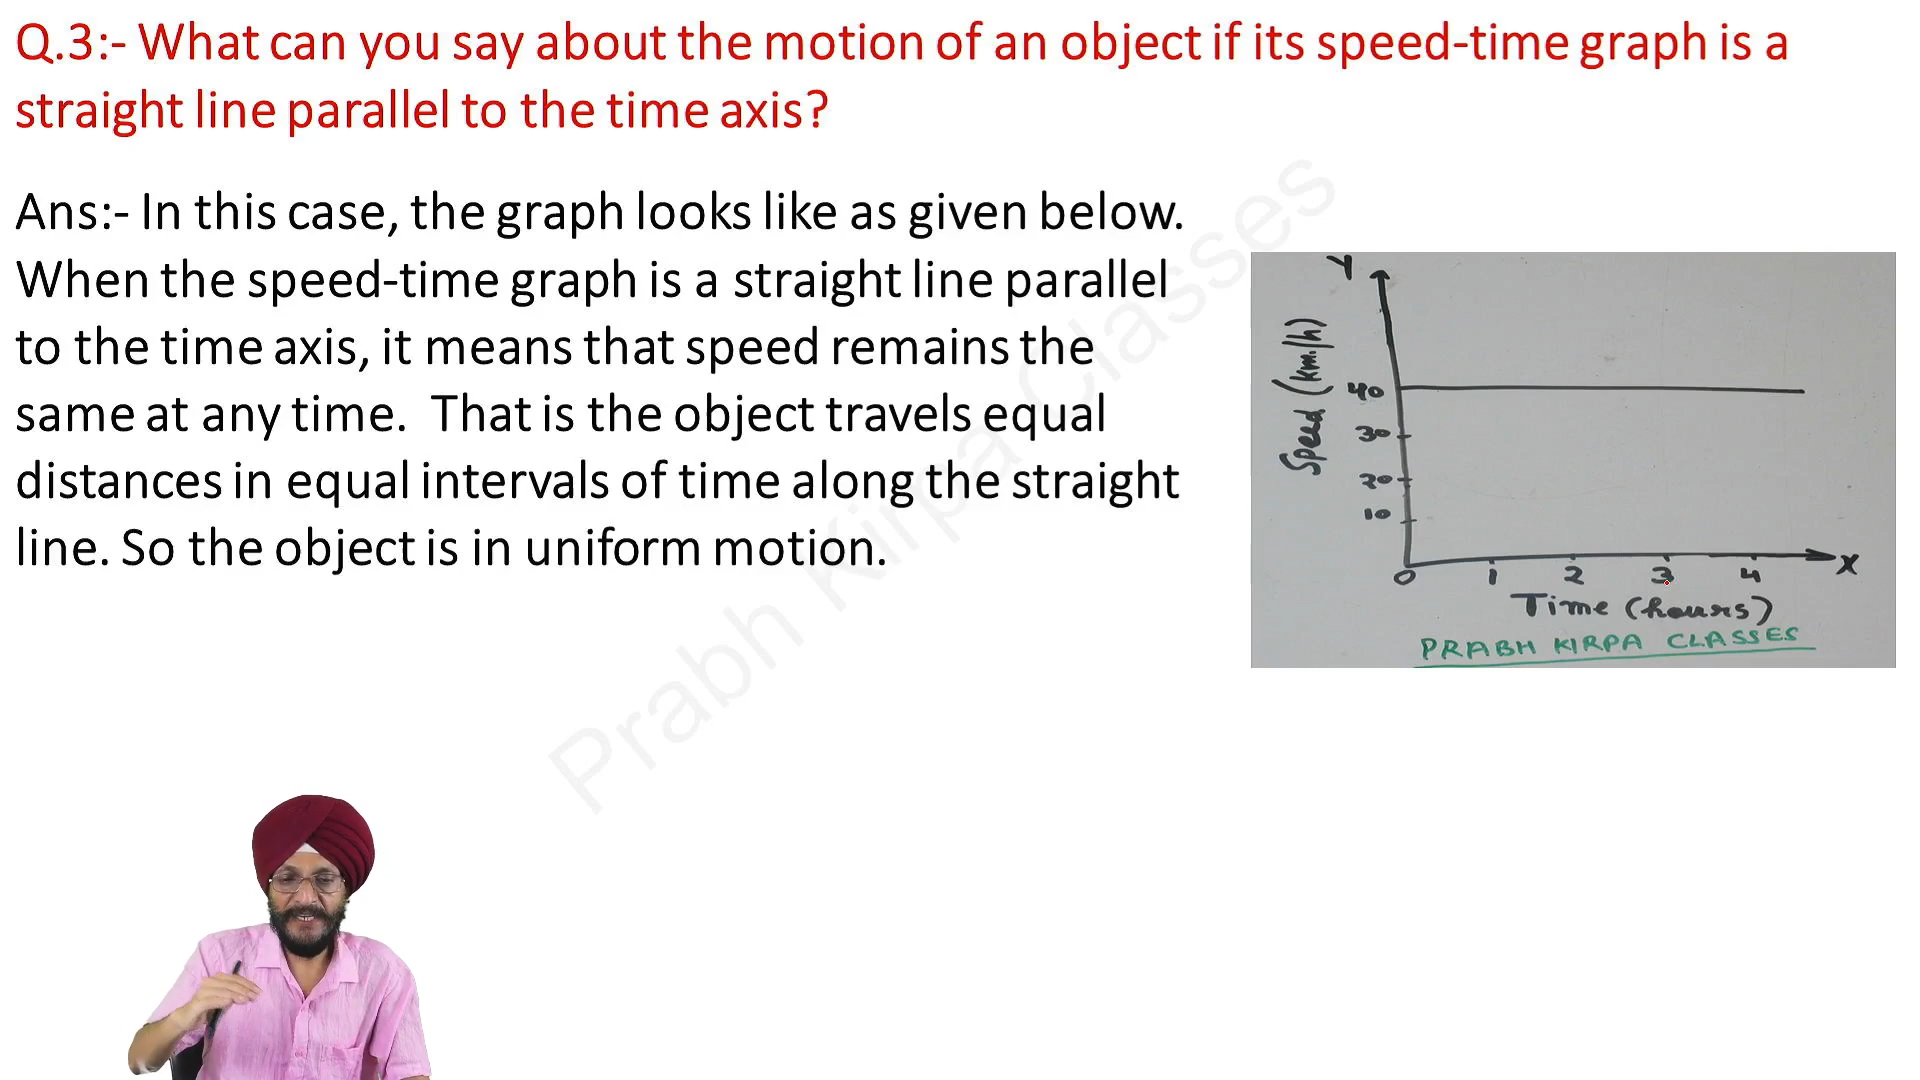 Q.3:- What can you say about the motion of an object if its speed-time graph is a
straight line parallel to the time axis?
Ans:- In this case, the graph looks like as given below.
When the speed-time graph is a straight line parallel
to the time axis, it means that speed remains the
same at any time.  That is the object travels equal
distances in equal intervals of time along the straight
line. So the object is in uniform motion.
Prabh Kirpa Classes
Y
Speed (km./h)
40
30
20
10
0 1 2 3 4 X
Time (hours)
PRABH KIRPA CLASSES